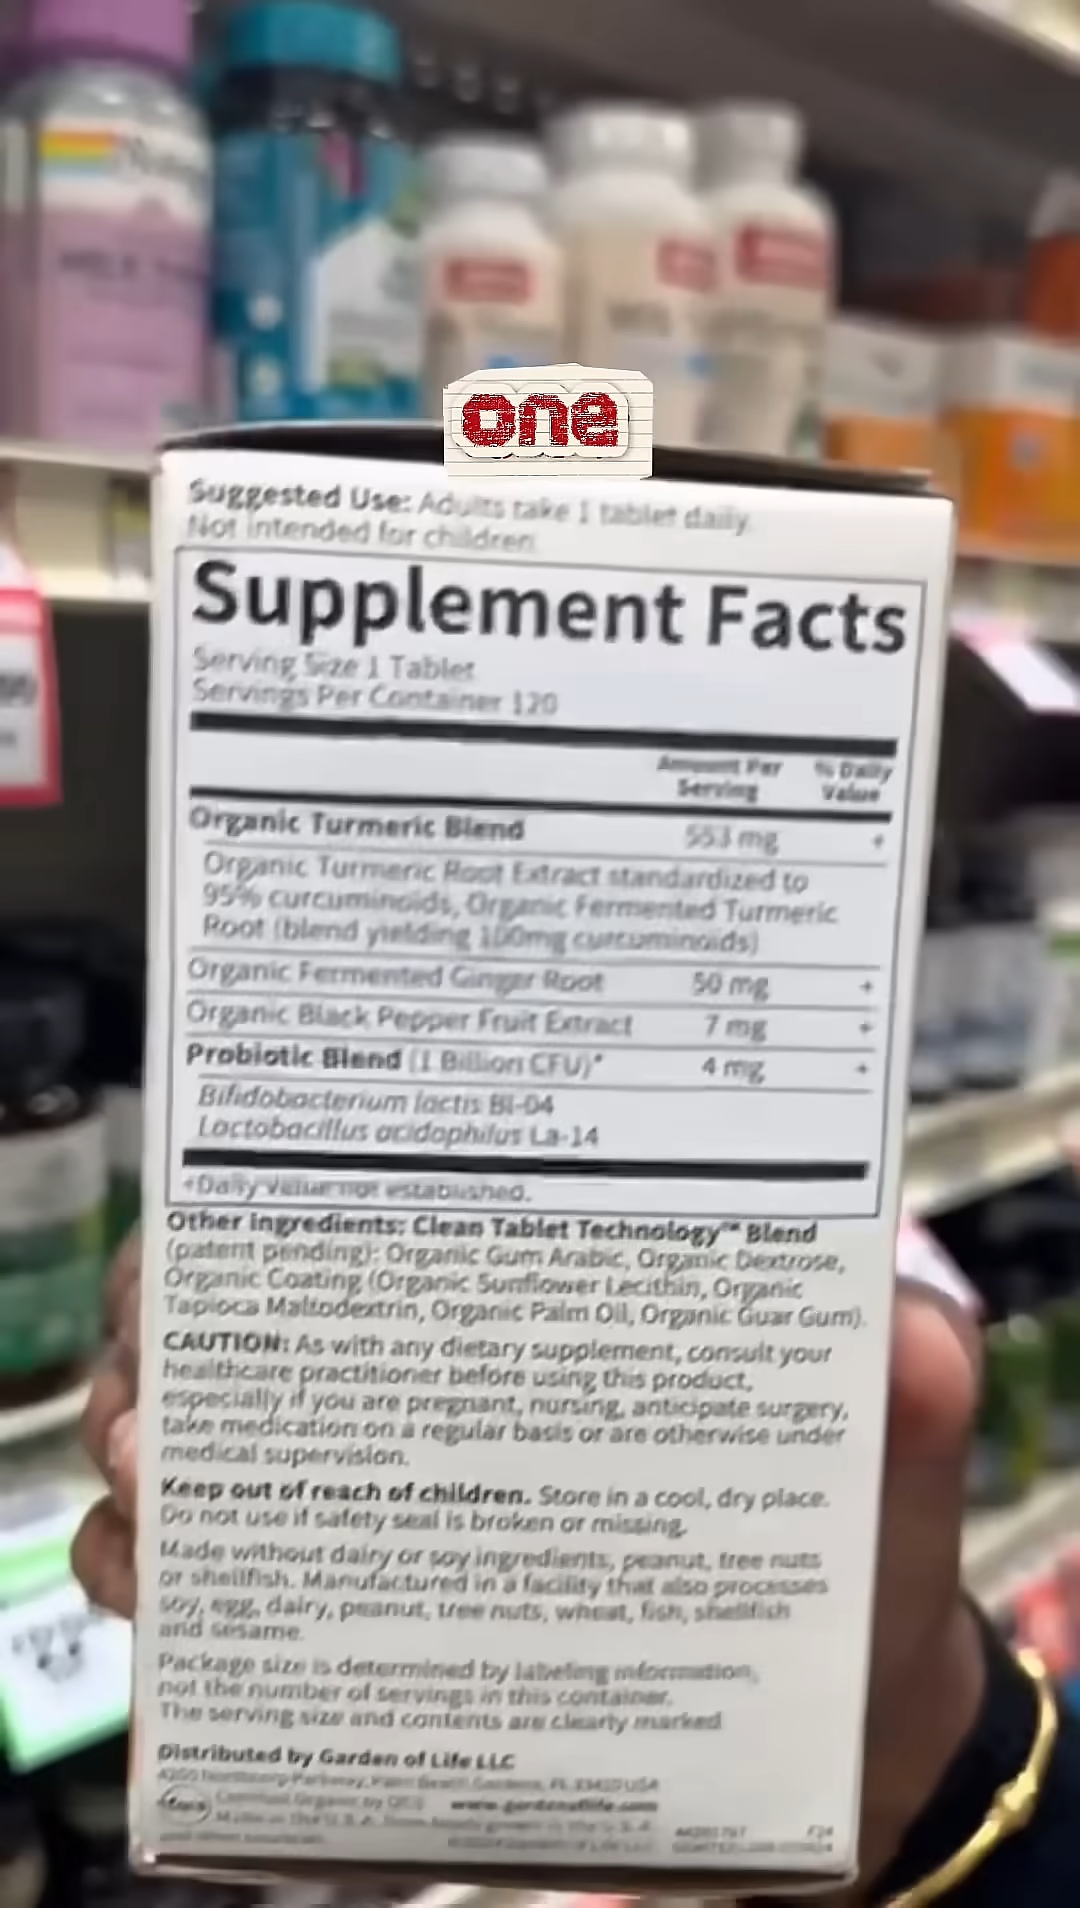 one
Suggested Use: Adults take 1 tablet daily.
Not intended for children.
Supplement Facts
Serving Size 1 Tablet
Servings Per Container 120
Amount Per Serving
% Daily Value
Organic Turmeric Blend 553 mg +
Organic Turmeric Root Extract standardized to
95% curcuminoids, Organic Fermented Turmeric
Root (blend yielding 100mg curcuminoids)
Organic Fermented Ginger Root 50 mg +
Organic Black Pepper Fruit Extract 7 mg +
Probiotic Blend (1 Billion CFU)* 4 mg +
Bifidobacterium lactis Bl-04
Lactobacillus acidophilus La-14
+Daily value not established.
Other ingredients: Clean Tablet Technology™ Blend
(patent pending): Organic Gum Arabic, Organic Dextrose,
Organic Coating (Organic Sunflower Lecithin, Organic
Tapioca Maltodextrin, Organic Palm Oil, Organic Guar Gum).
CAUTION: As with any dietary supplement, consult your
healthcare practitioner before using this product,
especially if you are pregnant, nursing, anticipate surgery,
take medication on a regular basis or are otherwise under
medical supervision.
Keep out of reach of children. Store in a cool, dry place.
Do not use if safety seal is broken or missing.
Made without dairy or soy ingredients, peanut, tree nuts
or shellfish. Manufactured in a facility that also processes
soy, egg, dairy, peanut, tree nuts, wheat, fish, shellfish
and sesame.
Package size is determined by labeling information,
not the number of servings in this container.
The serving size and contents are clearly marked.
Distributed by Garden of Life LLC
Palm Beach Gardens, FL USA
www.gardenoflife.com